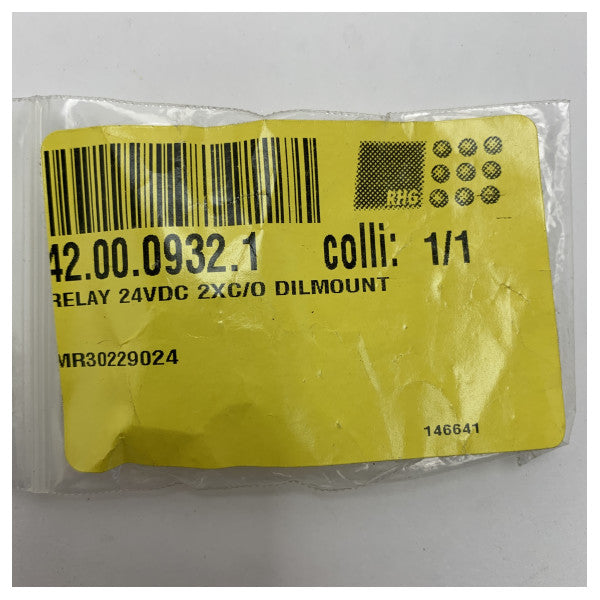 RHG
42.00.0932.1 colli: 1/1
RELAY 24VDC 2XC/O DILMOUNT
MR30229024
146641